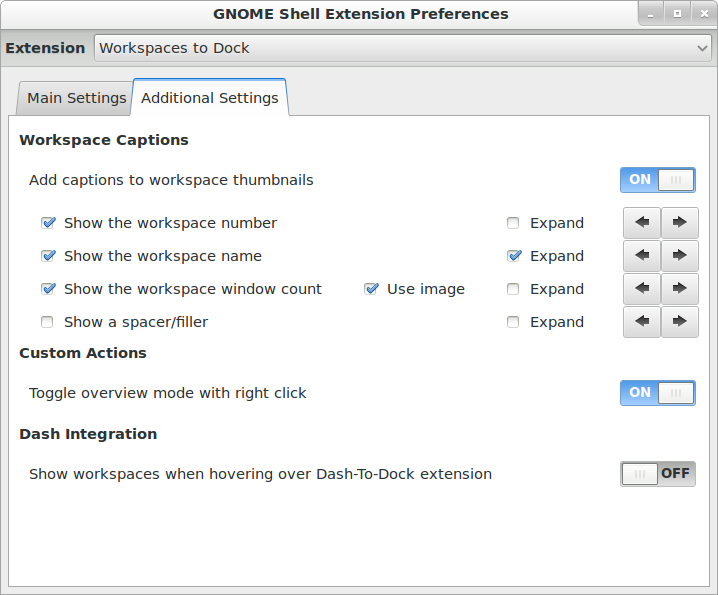 GNOME Shell Extension Preferences
Extension Workspaces to Dock
Main Settings Additional Settings
Workspace Captions
Add captions to workspace thumbnails ON
Show the workspace number Expand
Show the workspace name Expand
Show the workspace window count Use image Expand
Show a spacer/filler Expand
Custom Actions
Toggle overview mode with right click ON
Dash Integration
Show workspaces when hovering over Dash-To-Dock extension OFF